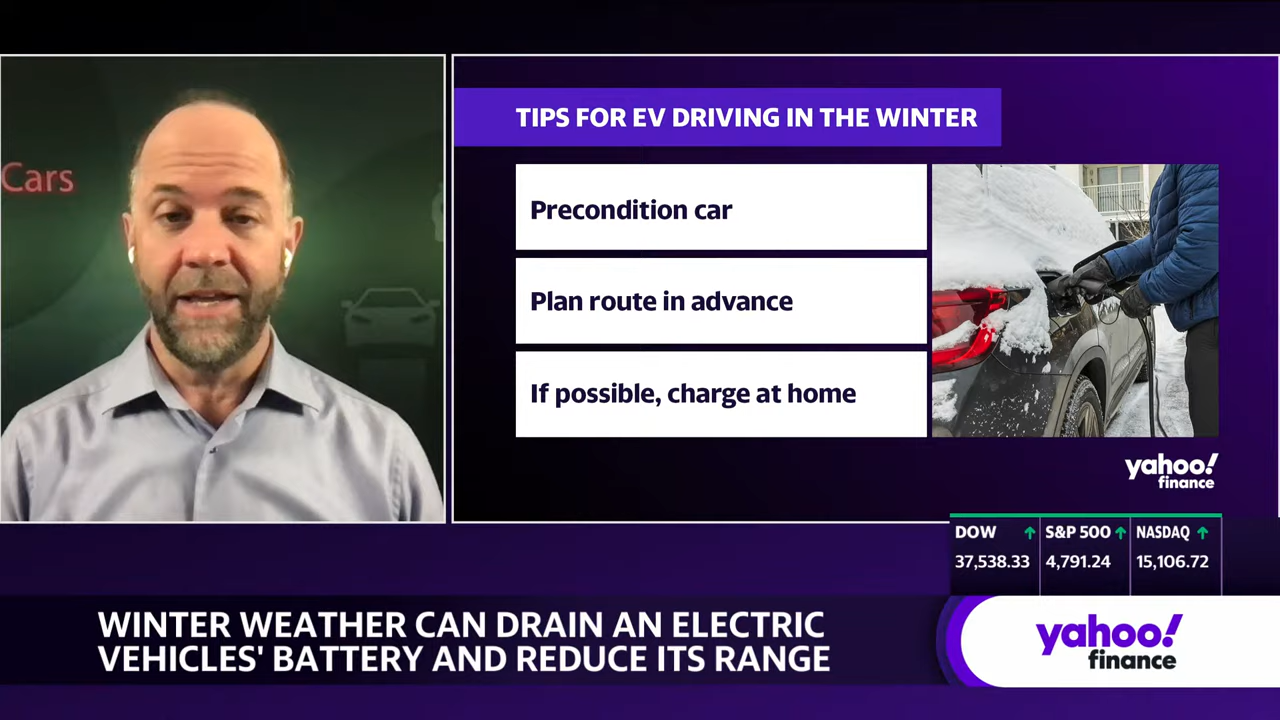 Cars
TIPS FOR EV DRIVING IN THE WINTER
Precondition car
Plan route in advance
If possible, charge at home
yahoo!
finance
DOW S&P 500 NASDAQ
37,538.33 4,791.24 15,106.72
WINTER WEATHER CAN DRAIN AN ELECTRIC
VEHICLES' BATTERY AND REDUCE ITS RANGE
yahoo!
finance